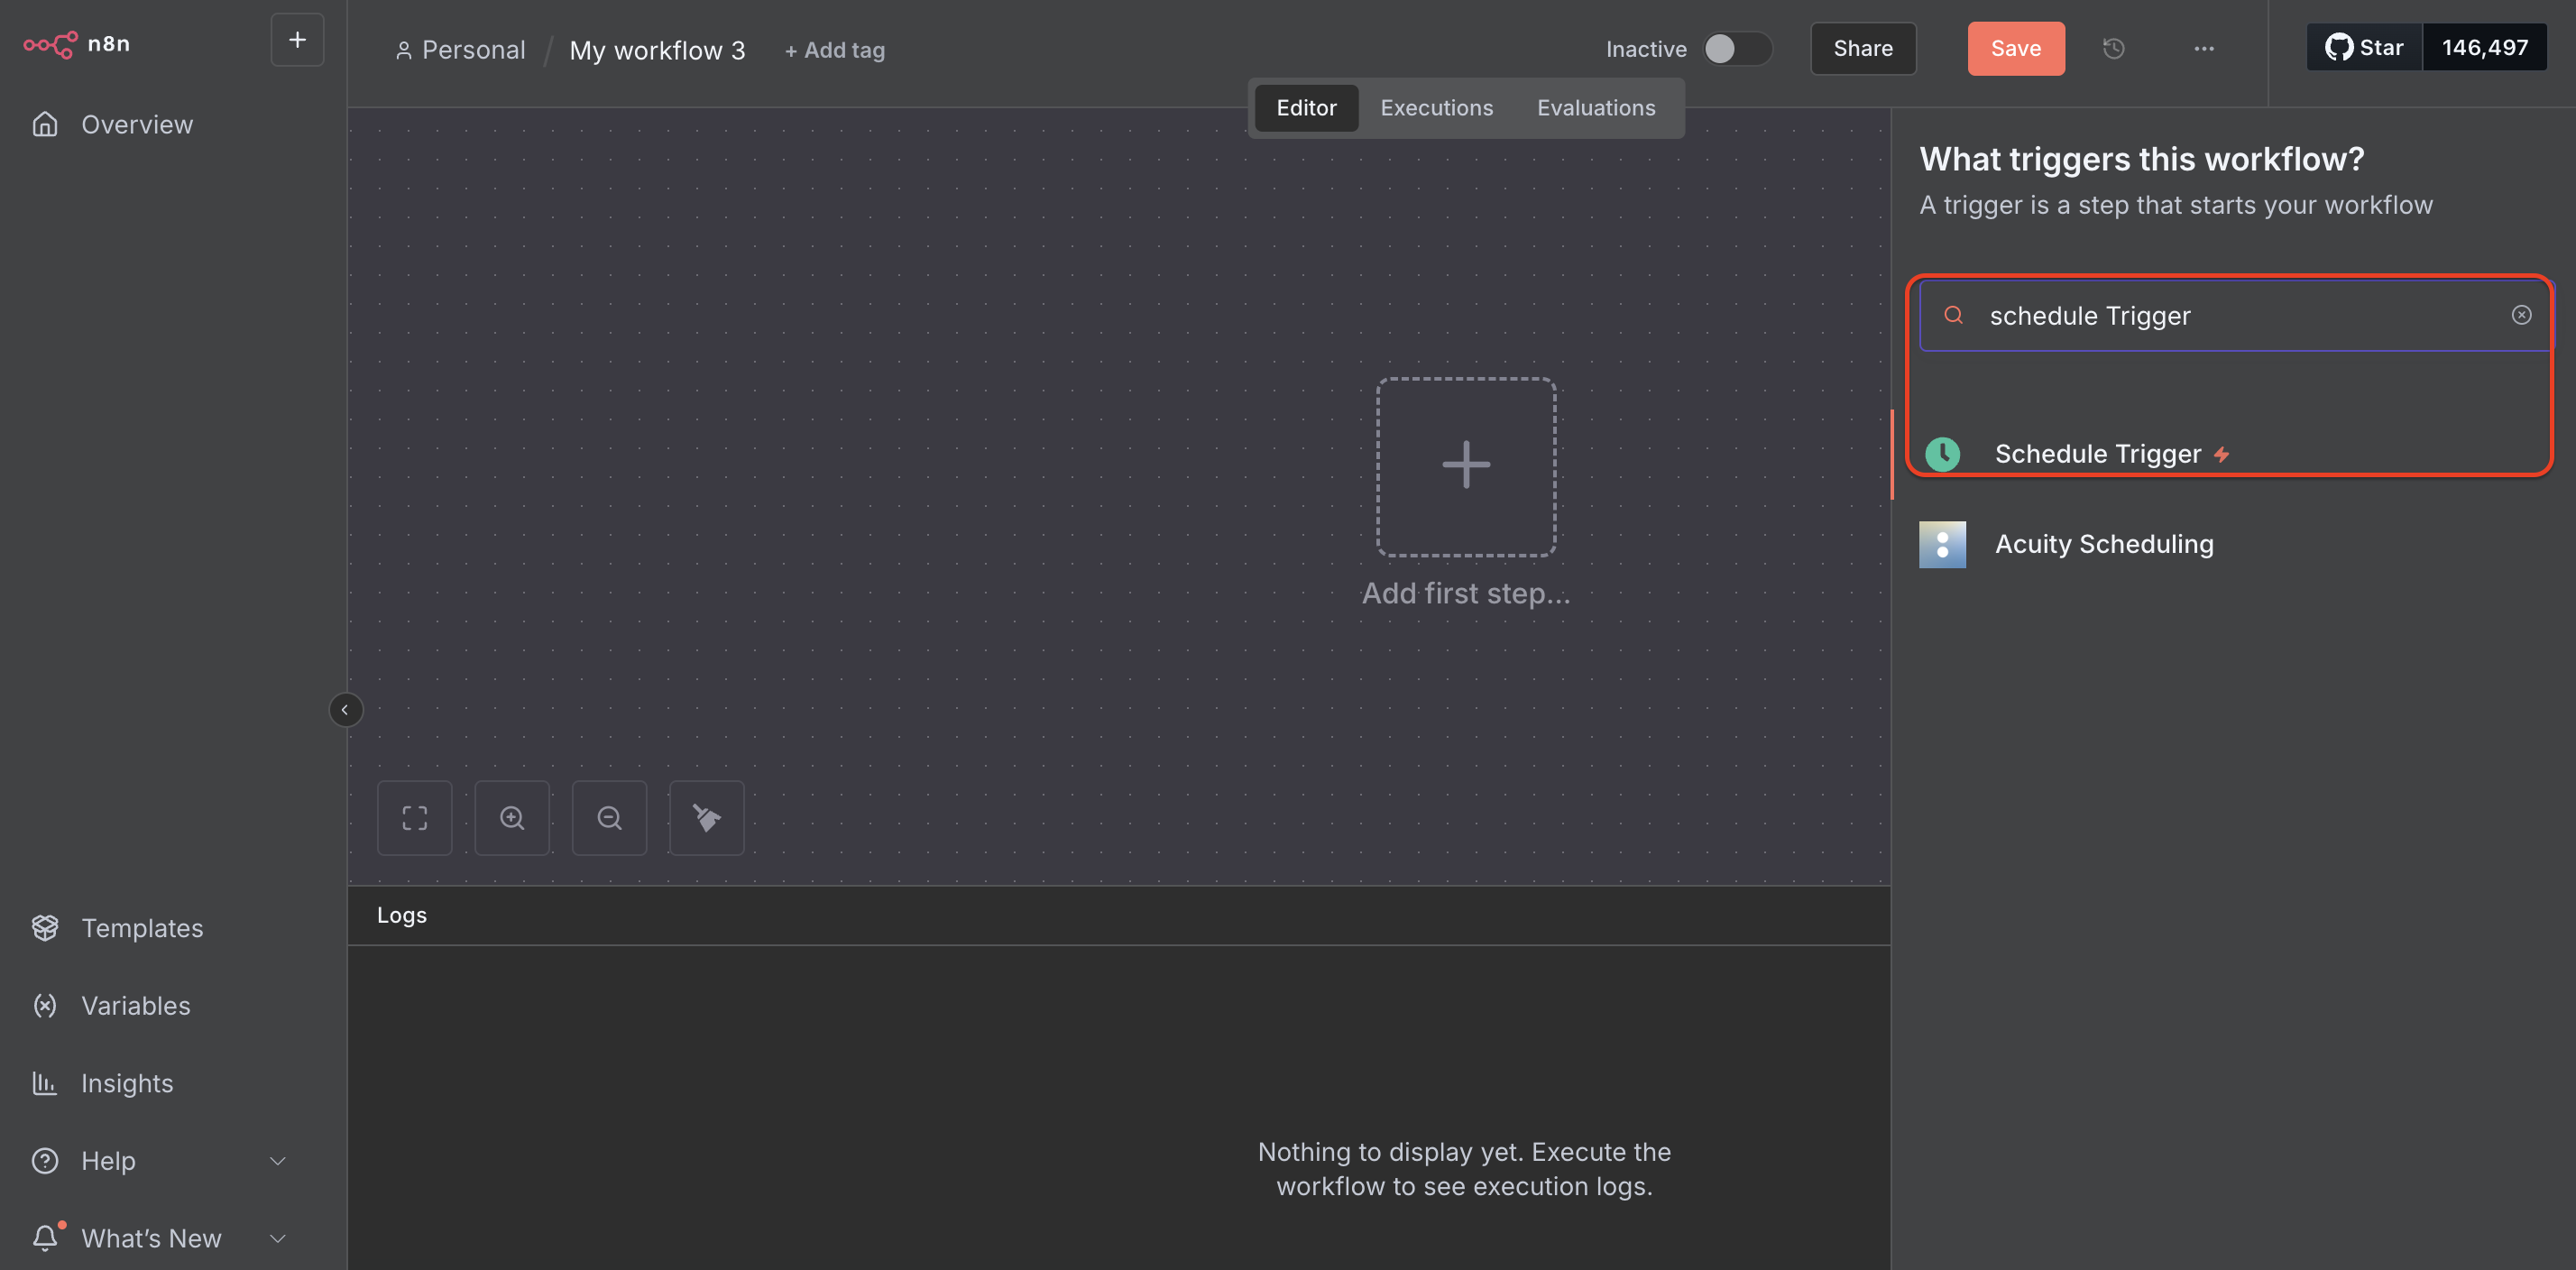 n8n
Overview
Templates
Variables
Insights
Help
What's New
Personal / My workflow 3 + Add tag
Inactive Share Save ... Star 146,497
Editor Executions Evaluations
Add first step...
Logs
Nothing to display yet. Execute the
workflow to see execution logs.
What triggers this workflow?
A trigger is a step that starts your workflow
schedule Trigger
Schedule Trigger
Acuity Scheduling